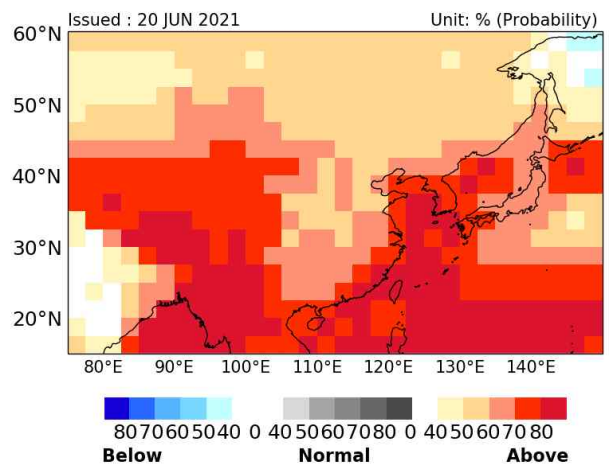 Issued : 20 JUN 2021 Unit: % (Probability)
60°N
50°N
40°N
30°N
20°N
80°E 90°E 100°E 110°E 120°E 130°E 140°E
80 70 60 50 40 0 40 50 60 70 80 0 40 50 60 70 80
Below Normal Above